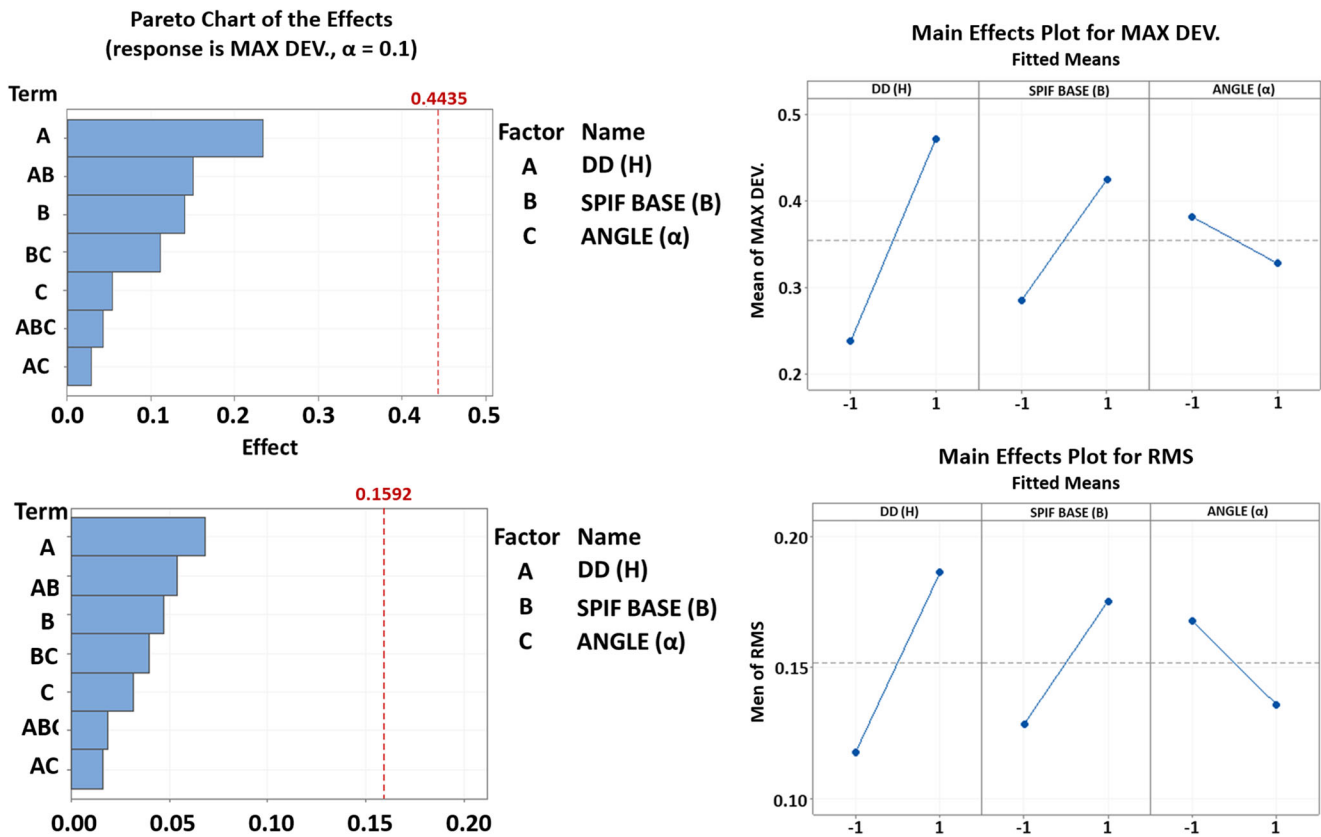 Pareto Chart of the Effects
(response is MAX DEV., α = 0.1)
Term
0.4435
A
AB
B
BC
C
ABC
AC
0.0 0.1 0.2 0.3 0.4 0.5
Effect
Factor Name
A DD (H)
B SPIF BASE (B)
C ANGLE (α)
Main Effects Plot for MAX DEV.
Fitted Means
DD (H) SPIF BASE (B) ANGLE (α)
Mean of MAX DEV.
0.5
0.4
0.3
0.2
-1 1 -1 1 -1 1
Term
0.1592
A
AB
B
BC
C
ABC
AC
0.00 0.05 0.10 0.15 0.20
Factor Name
A DD (H)
B SPIF BASE (B)
C ANGLE (α)
Main Effects Plot for RMS
Fitted Means
DD (H) SPIF BASE (B) ANGLE (α)
Men of RMS
0.20
0.15
0.10
-1 1 -1 1 -1 1